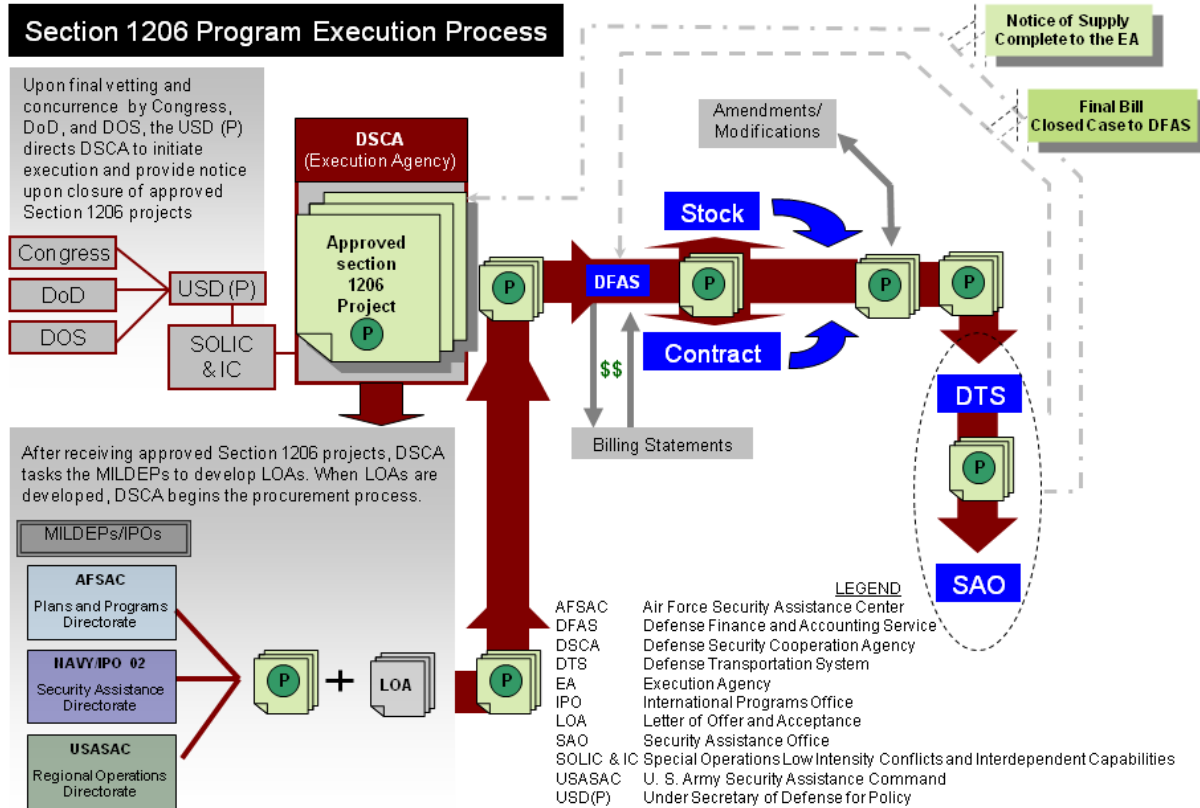 Section 1206 Program Execution Process
Notice of Supply
Complete to the EA
Final Bill
Closed Case to DFAS
Upon final vetting and
concurrence by Congress,
DoD, and DOS, the USD (P)
directs DSCA to initiate
execution and provide notice
upon closure of approved
Section 1206 projects
Congress
DoD
DOS
USD (P)
SOLIC
& IC
DSCA
(Execution Agency)
Approved
section
1206
Project
P
P
DFAS
$$
Billing Statements
Stock
P
Contract
Amendments/
Modifications
P
P
DTS
P
SAO
After receiving approved Section 1206 projects, DSCA
tasks the MILDEPs to develop LOAs. When LOAs are
developed, DSCA begins the procurement process.
MILDEPs/IPOs
AFSAC
Plans and Programs
Directorate
NAVY/IPO 02
Security Assistance
Directorate
USASAC
Regional Operations
Directorate
P
+
LOA
P
LEGEND
AFSAC Air Force Security Assistance Center
DFAS Defense Finance and Accounting Service
DSCA Defense Security Cooperation Agency
DTS Defense Transportation System
EA Execution Agency
IPO International Programs Office
LOA Letter of Offer and Acceptance
SAO Security Assistance Office
SOLIC & IC Special Operations Low Intensity Conflicts and Interdependent Capabilities
USASAC U. S. Army Security Assistance Command
USD(P) Under Secretary of Defense for Policy